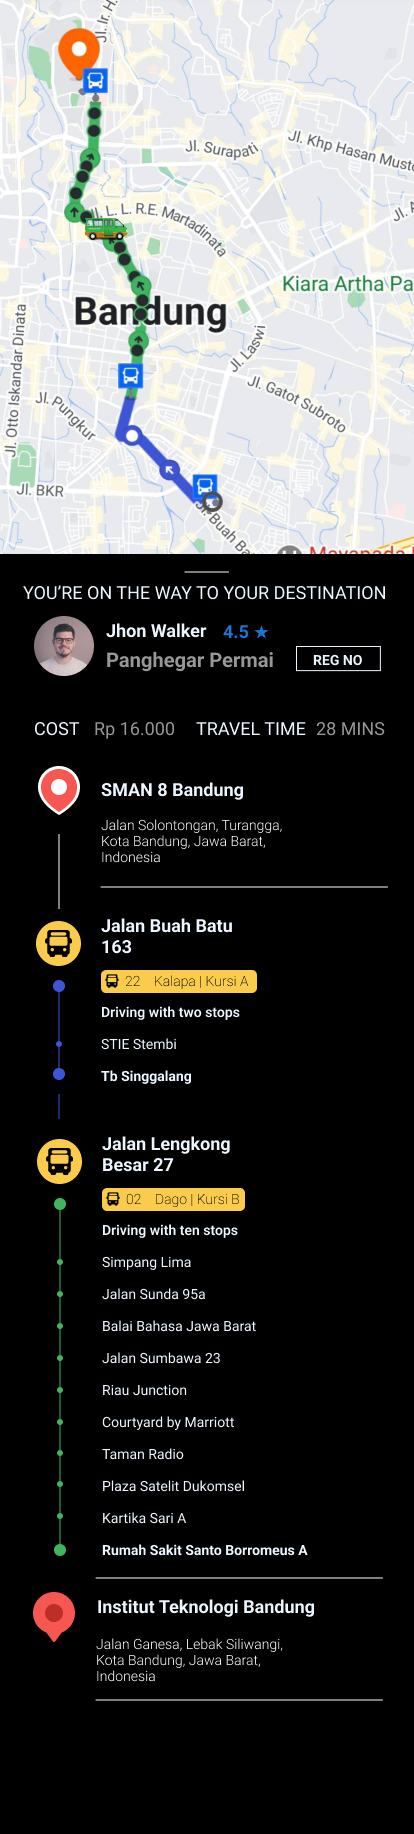 Jl. Ir. H.
Jl. Surapati
Jl. Khp Hasan Musto
Jl. L. L. R.E. Martadinata
Jl. A
Kiara Artha Pa
Bandung
Jl. Otto Iskandar Dinata
Jl. Laswi
Jl. Gatot Subroto
Jl. Pungkur
Jl. BKR
Jl. Buah Ba
Mayapada
YOU’RE ON THE WAY TO YOUR DESTINATION
Jhon Walker 4.5 ★
Panghegar Permai REG NO
COST Rp 16.000 TRAVEL TIME 28 MINS
SMAN 8 Bandung
Jalan Solontongan, Turangga,
Kota Bandung, Jawa Barat,
Indonesia
Jalan Buah Batu
163
22 Kalapa | Kursi A
Driving with two stops
STIE Stembi
Tb Singgalang
Jalan Lengkong
Besar 27
02 Dago | Kursi B
Driving with ten stops
Simpang Lima
Jalan Sunda 95a
Balai Bahasa Jawa Barat
Jalan Sumbawa 23
Riau Junction
Courtyard by Marriott
Taman Radio
Plaza Satelit Dukomsel
Kartika Sari A
Rumah Sakit Santo Borromeus A
Institut Teknologi Bandung
Jalan Ganesa, Lebak Siliwangi,
Kota Bandung, Jawa Barat,
Indonesia